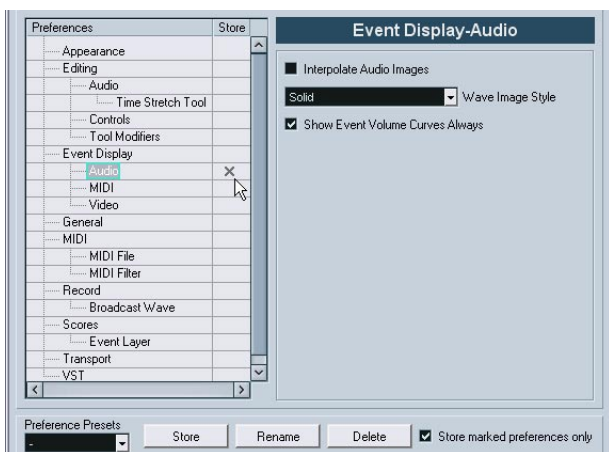 Preferences
Store
Appearance
Editing
Audio
Time Stretch Tool
Controls
Tool Modifiers
Event Display
Audio
MIDI
Video
General
MIDI
MIDI File
MIDI Filter
Record
Broadcast Wave
Scores
Event Layer
Transport
VST
Event Display-Audio
Interpolate Audio Images
Solid
Wave Image Style
Show Event Volume Curves Always
Preference Presets
-
Store
Rename
Delete
Store marked preferences only